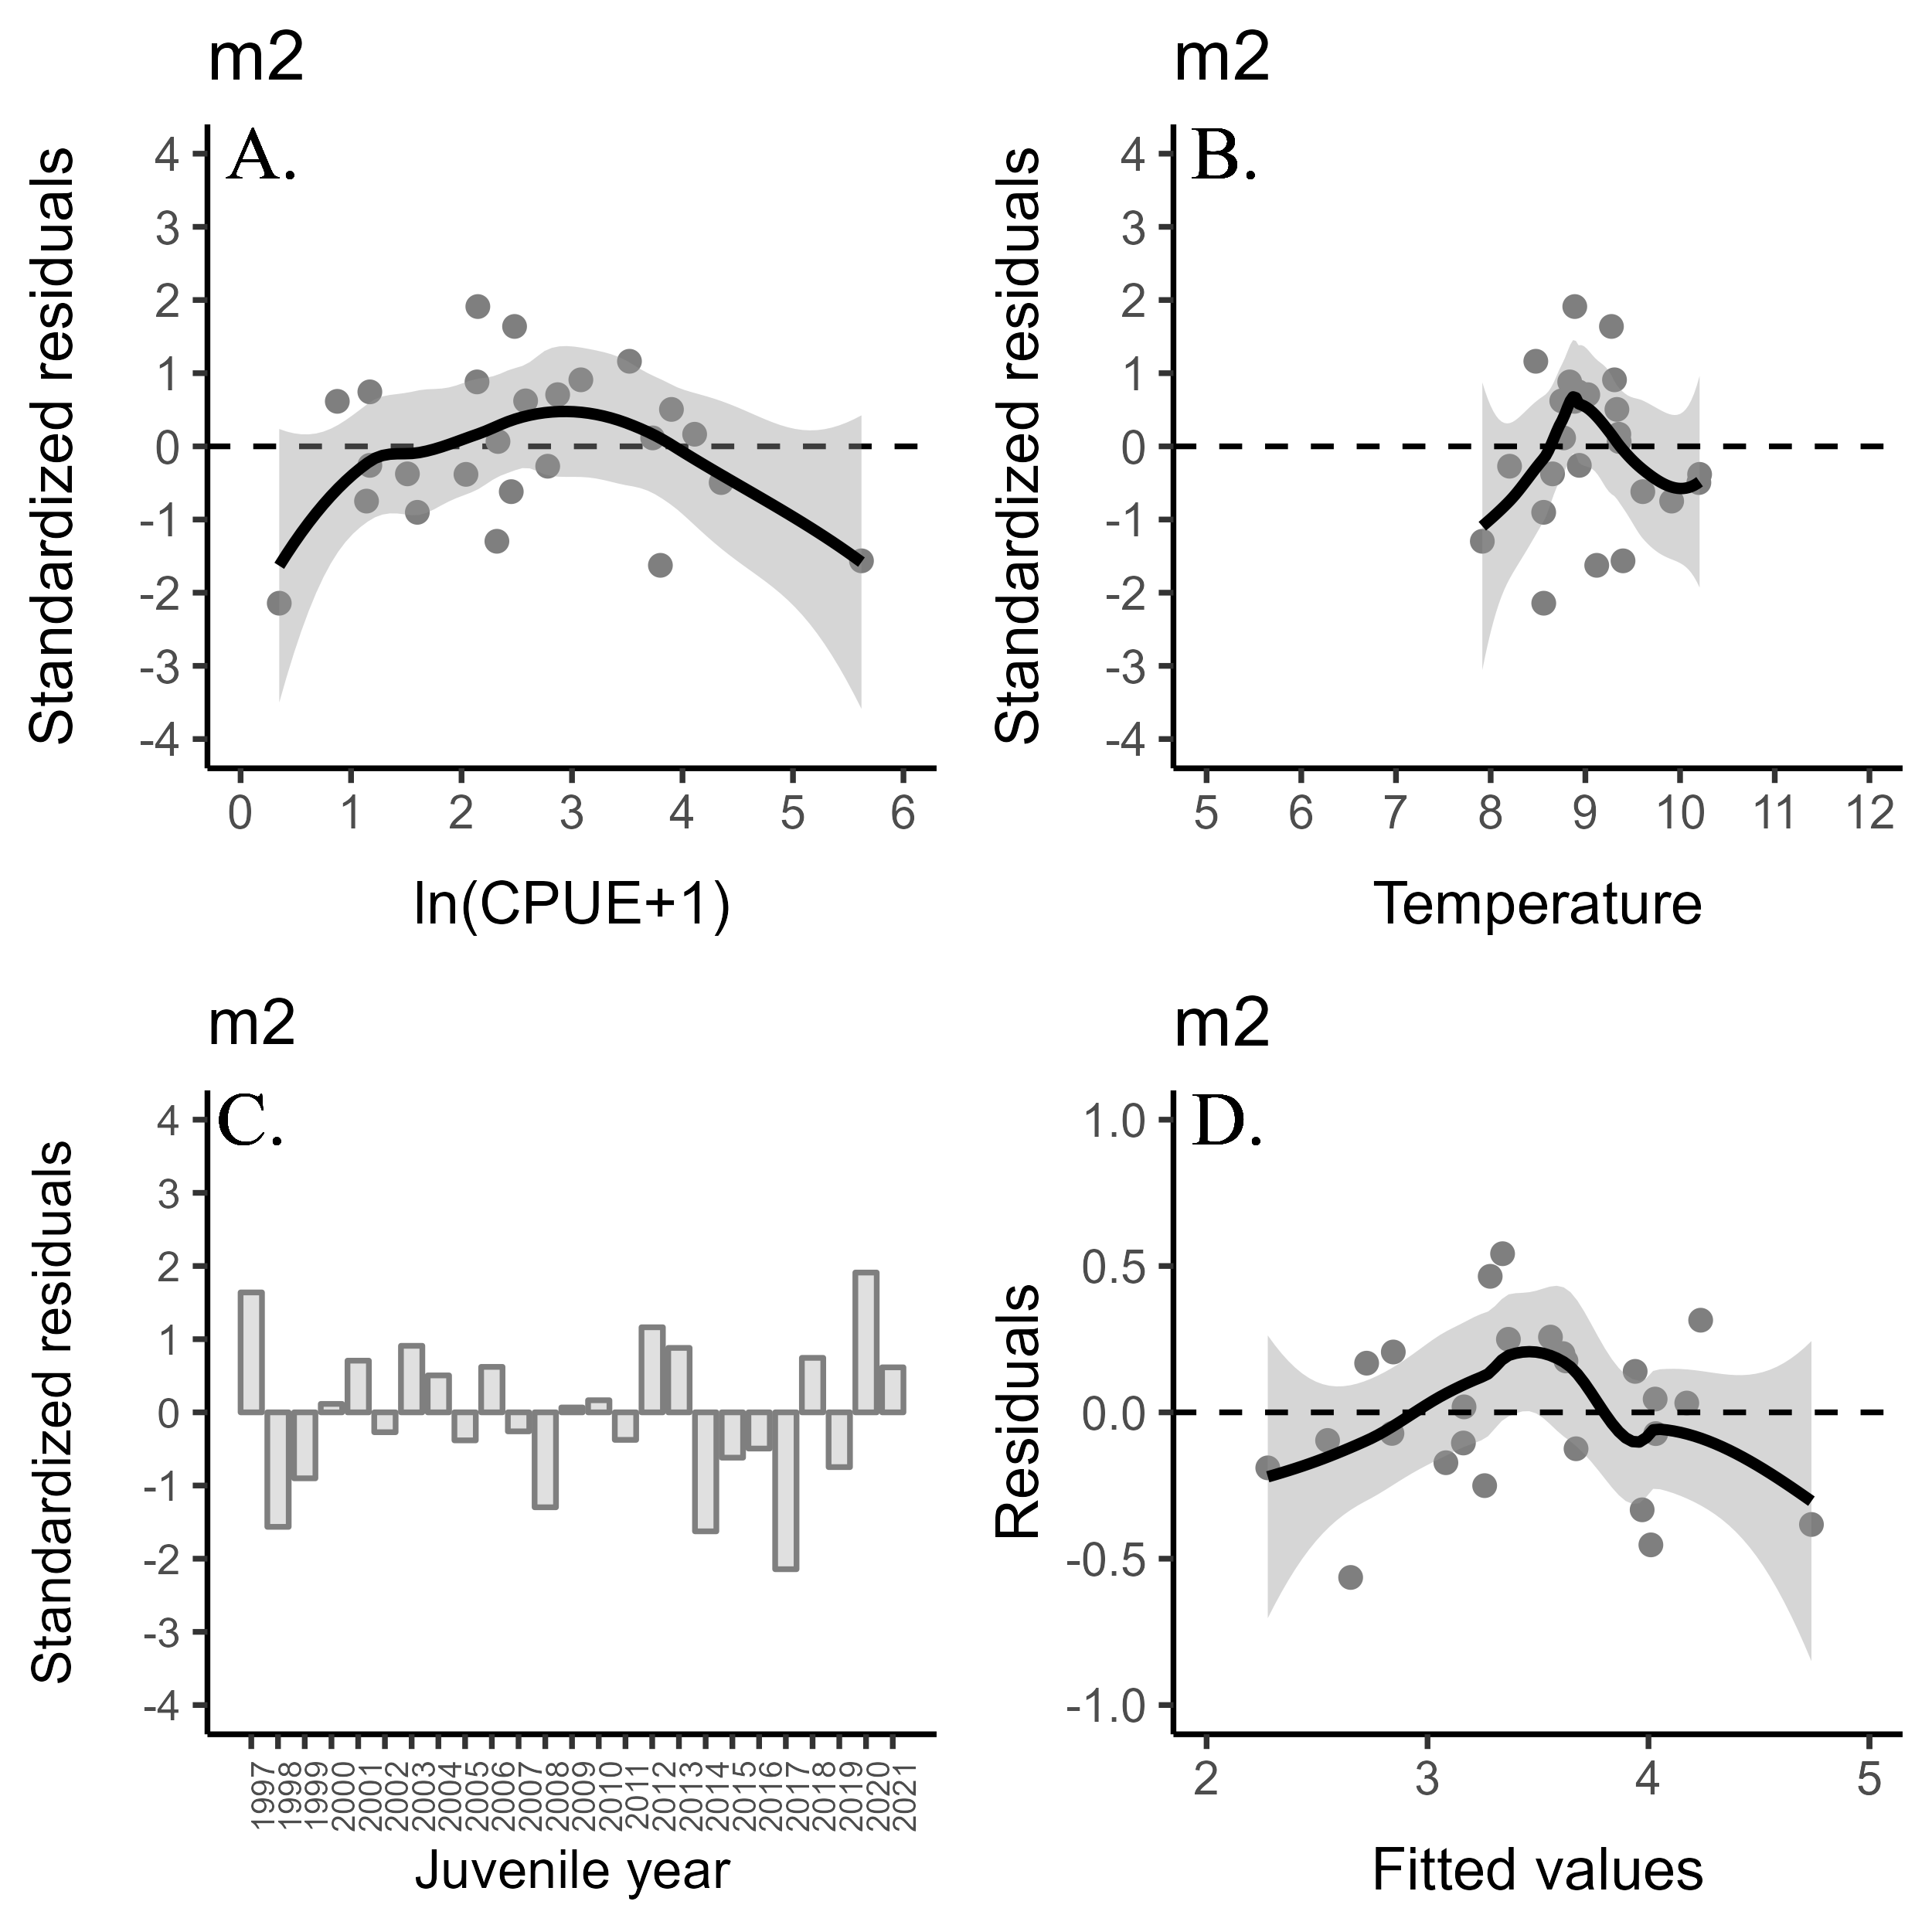 m2
A.
Standardized residuals
4
3
2
1
0
-1
-2
-3
-4
0 1 2 3 4 5 6
ln(CPUE+1)
m2
B.
Standardized residuals
4
3
2
1
0
-1
-2
-3
-4
5 6 7 8 9 10 11 12
Temperature
m2
C.
Standardized residuals
4
3
2
1
0
-1
-2
-3
-4
1997 1998 1999 2000 2001 2002 2003 2004 2005 2006 2007 2008 2009 2010 2011 2012 2013 2014 2015 2016 2017 2018 2019 2020 2021
Juvenile year
m2
D.
Residuals
1.0
0.5
0.0
-0.5
-1.0
2 3 4 5
Fitted values